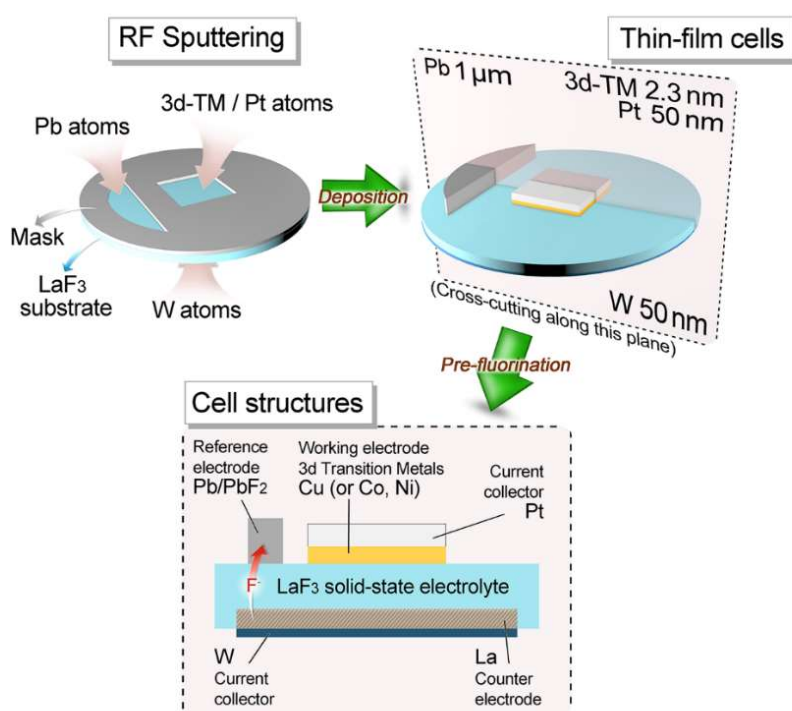 RF Sputtering
Pb atoms
3d-TM / Pt atoms
Mask
LaF₃
substrate
W atoms
Deposition
Thin-film cells
Pb 1 μm
3d-TM 2.3 nm
Pt 50 nm
W 50 nm
(Cross-cutting along this plane)
Pre-fluorination
Cell structures
Reference
electrode
Pb/PbF₂
Working electrode
3d Transition Metals
Cu (or Co, Ni)
Current
collector
Pt
F⁻
LaF₃ solid-state electrolyte
W
Current
collector
La
Counter
electrode